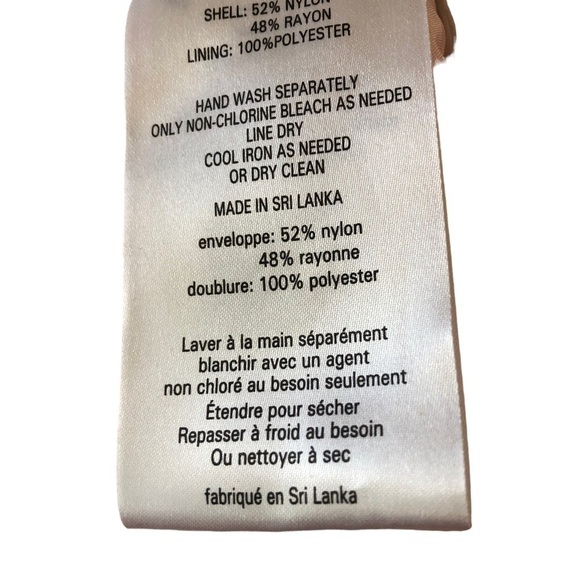 SHELL: 52% NYLON
48% RAYON
LINING: 100%POLYESTER
HAND WASH SEPARATELY
ONLY NON-CHLORINE BLEACH AS NEEDED
LINE DRY
COOL IRON AS NEEDED
OR DRY CLEAN
MADE IN SRI LANKA
enveloppe: 52% nylon
48% rayonne
doublure: 100% polyester
Laver à la main séparément
blanchir avec un agent
non chloré au besoin seulement
Étendre pour sécher
Repasser à froid au besoin
Ou nettoyer à sec
fabriqué en Sri Lanka